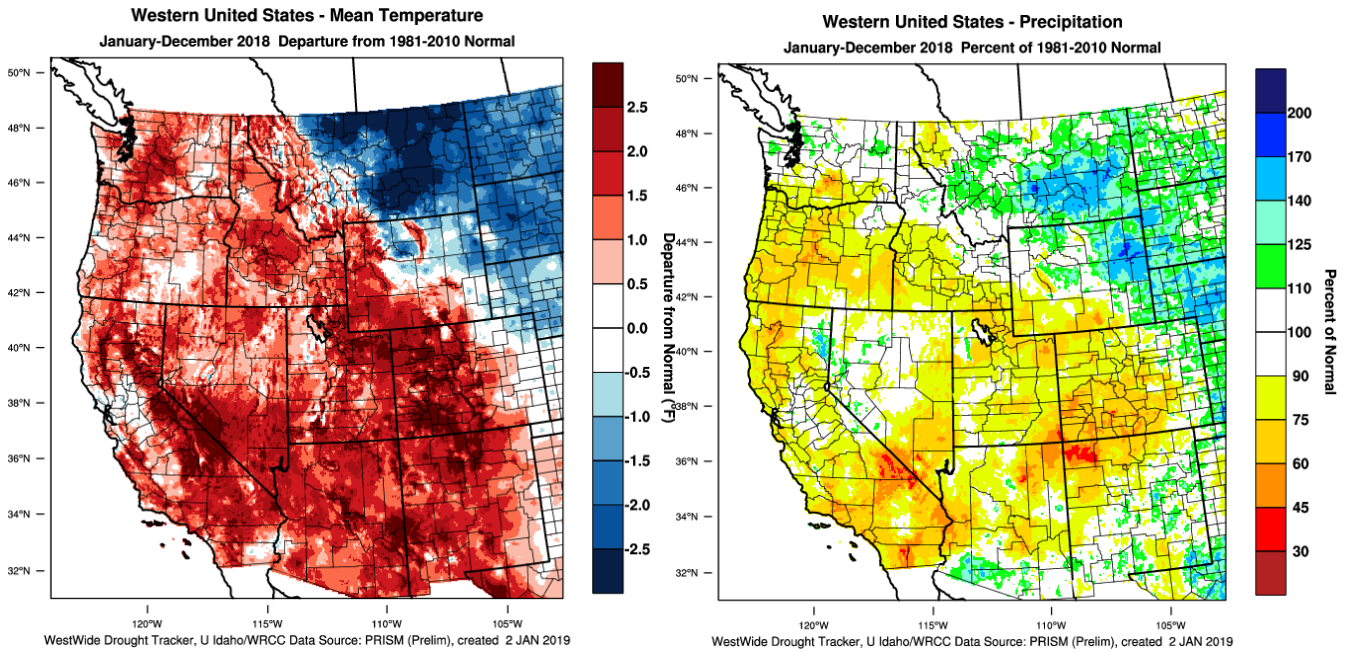 Western United States - Mean Temperature
January-December 2018  Departure from 1981-2010 Normal
50°N
48°N
46°N
44°N
42°N
40°N
38°N
36°N
34°N
32°N
120°W
115°W
110°W
105°W
2.5
2.0
1.5
1.0
0.5
0.0
-0.5
-1.0
-1.5
-2.0
-2.5
Departure from Normal (°F)
WestWide Drought Tracker, U Idaho/WRCC Data Source: PRISM (Prelim), created  2 JAN 2019
Western United States - Precipitation
January-December 2018  Percent of 1981-2010 Normal
50°N
48°N
46°N
44°N
42°N
40°N
38°N
36°N
34°N
32°N
120°W
115°W
110°W
105°W
200
170
140
125
110
100
90
75
60
45
30
Percent of Normal
WestWide Drought Tracker, U Idaho/WRCC Data Source: PRISM (Prelim), created  2 JAN 2019